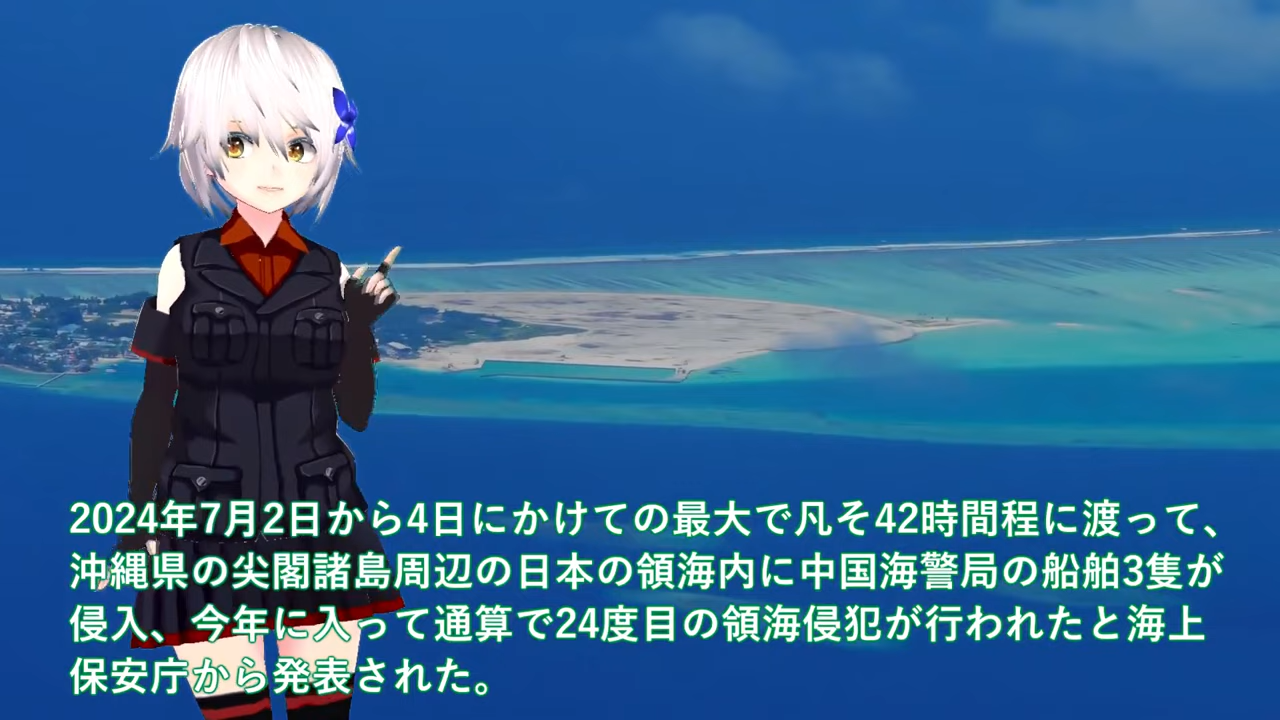 2024年7月2日から4日にかけての最大で凡そ42時間程に渡って、
沖縄県の尖閣諸島周辺の日本の領海内に中国海警局の船舶3隻が
侵入、今年に入って通算で24度目の領海侵犯が行われたと海上
保安庁から発表された。